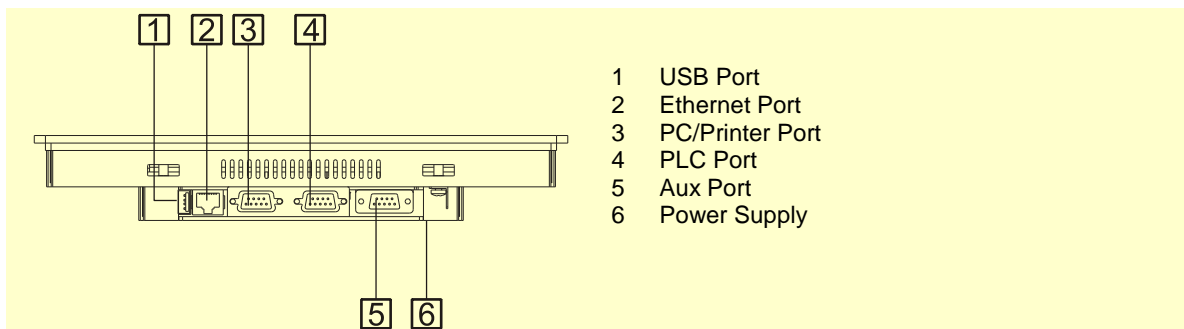 1 2 3 4
1 USB Port
2 Ethernet Port
3 PC/Printer Port
4 PLC Port
5 Aux Port
6 Power Supply
5 6